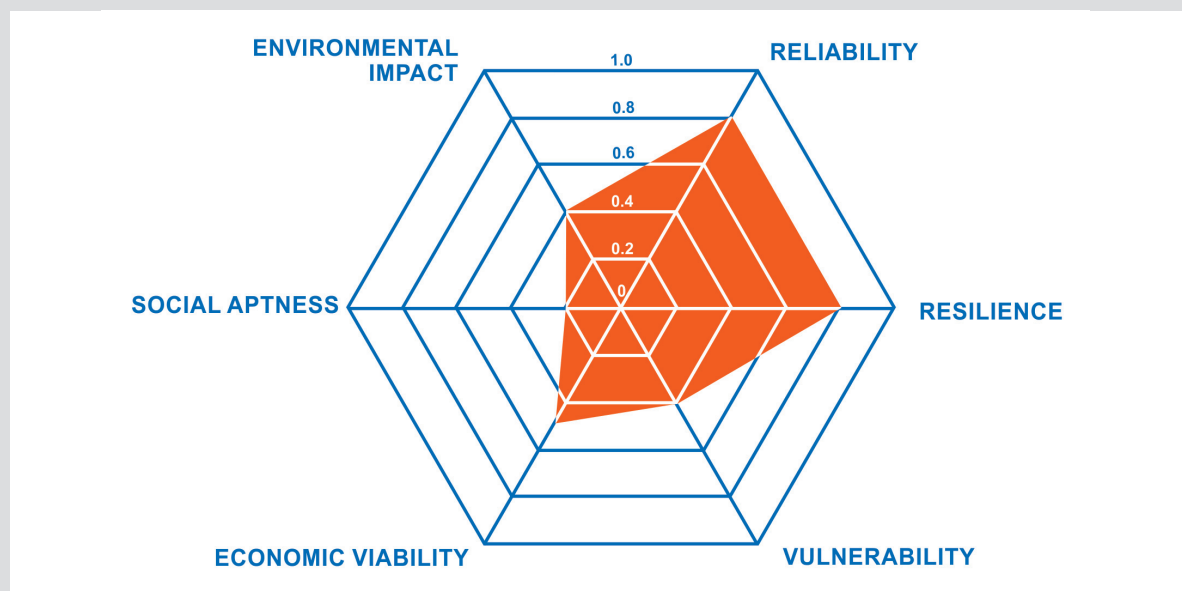 ENVIRONMENTAL
IMPACT
RELIABILITY
1.0
0.8
0.6
0.4
0.2
0
SOCIAL APTNESS
RESILIENCE
ECONOMIC VIABILITY
VULNERABILITY